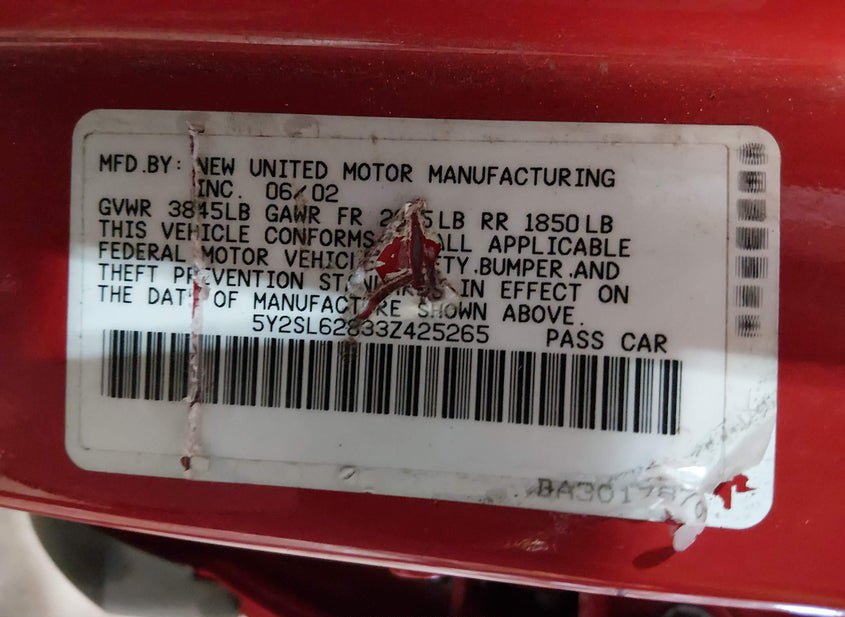 MFD.BY: NEW UNITED MOTOR MANUFACTURING
INC. 06/02
GVWR 3845LB GAWR FR LB RR 1850LB
THIS VEHICLE CONFORMS ALL APPLICABLE
FEDERAL MOTOR .BUMPER.AND
THEFT PREVENTION IN EFFECT ON
THE DATE OF MANUFACTURE SHOWN ABOVE.
5Y2SL62833Z425265 PASS CAR